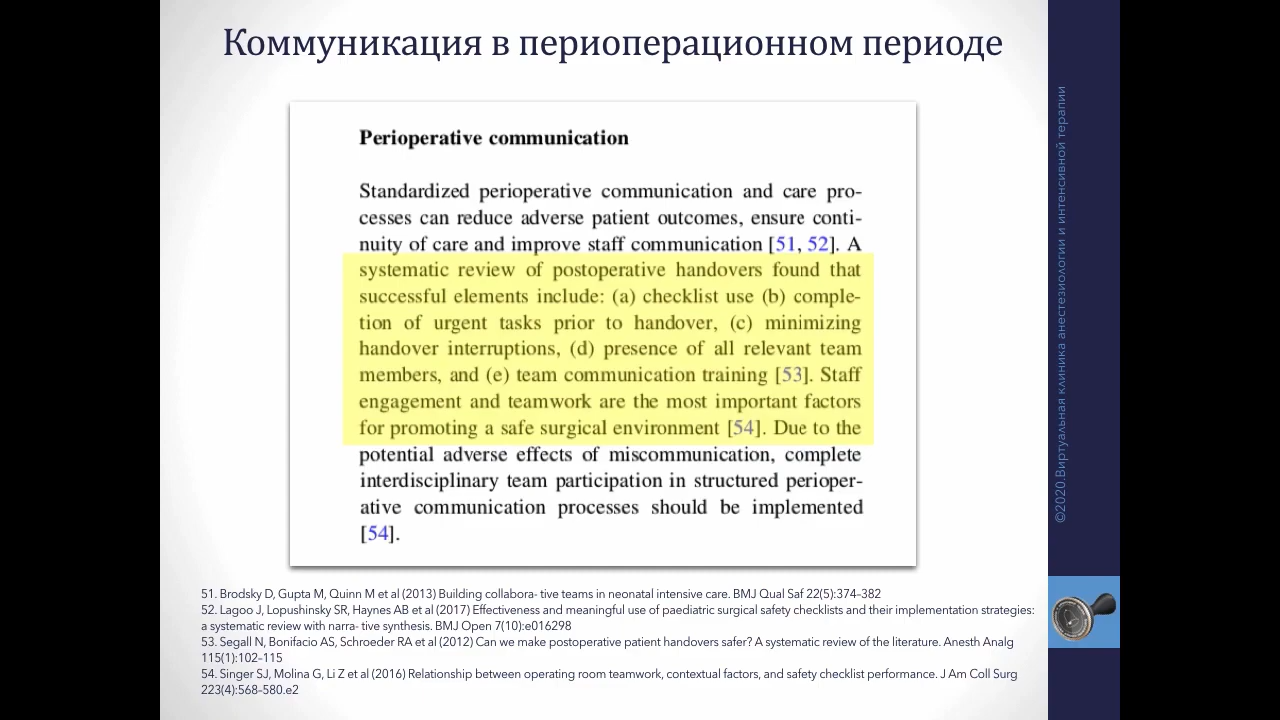 Коммуникация в периоперационном периоде
Perioperative communication
Standardized perioperative communication and care pro-
cesses can reduce adverse patient outcomes, ensure conti-
nuity of care and improve staff communication [51, 52]. A
systematic review of postoperative handovers found that
successful elements include: (a) checklist use (b) comple-
tion of urgent tasks prior to handover, (c) minimizing
handover interruptions, (d) presence of all relevant team
members, and (e) team communication training [53]. Staff
engagement and teamwork are the most important factors
for promoting a safe surgical environment [54]. Due to the
potential adverse effects of miscommunication, complete
interdisciplinary team participation in structured perioper-
ative communication processes should be implemented
[54].
51. Brodsky D, Gupta M, Quinn M et al (2013) Building collabora- tive teams in neonatal intensive care. BMJ Qual Saf 22(5):374–382
52. Lagoo J, Lopushinsky SR, Haynes AB et al (2017) Effectiveness and meaningful use of paediatric surgical safety checklists and their implementation strategies:
a systematic review with narra- tive synthesis. BMJ Open 7(10):e016298
53. Segall N, Bonifacio AS, Schroeder RA et al (2012) Can we make postoperative patient handovers safer? A systematic review of the literature. Anesth Analg
115(1):102–115
54. Singer SJ, Molina G, Li Z et al (2016) Relationship between operating room teamwork, contextual factors, and safety checklist performance. J Am Coll Surg
223(4):568–580.e2
©2020.Виртуальная клиника анестезиологии и интенсивной терапии